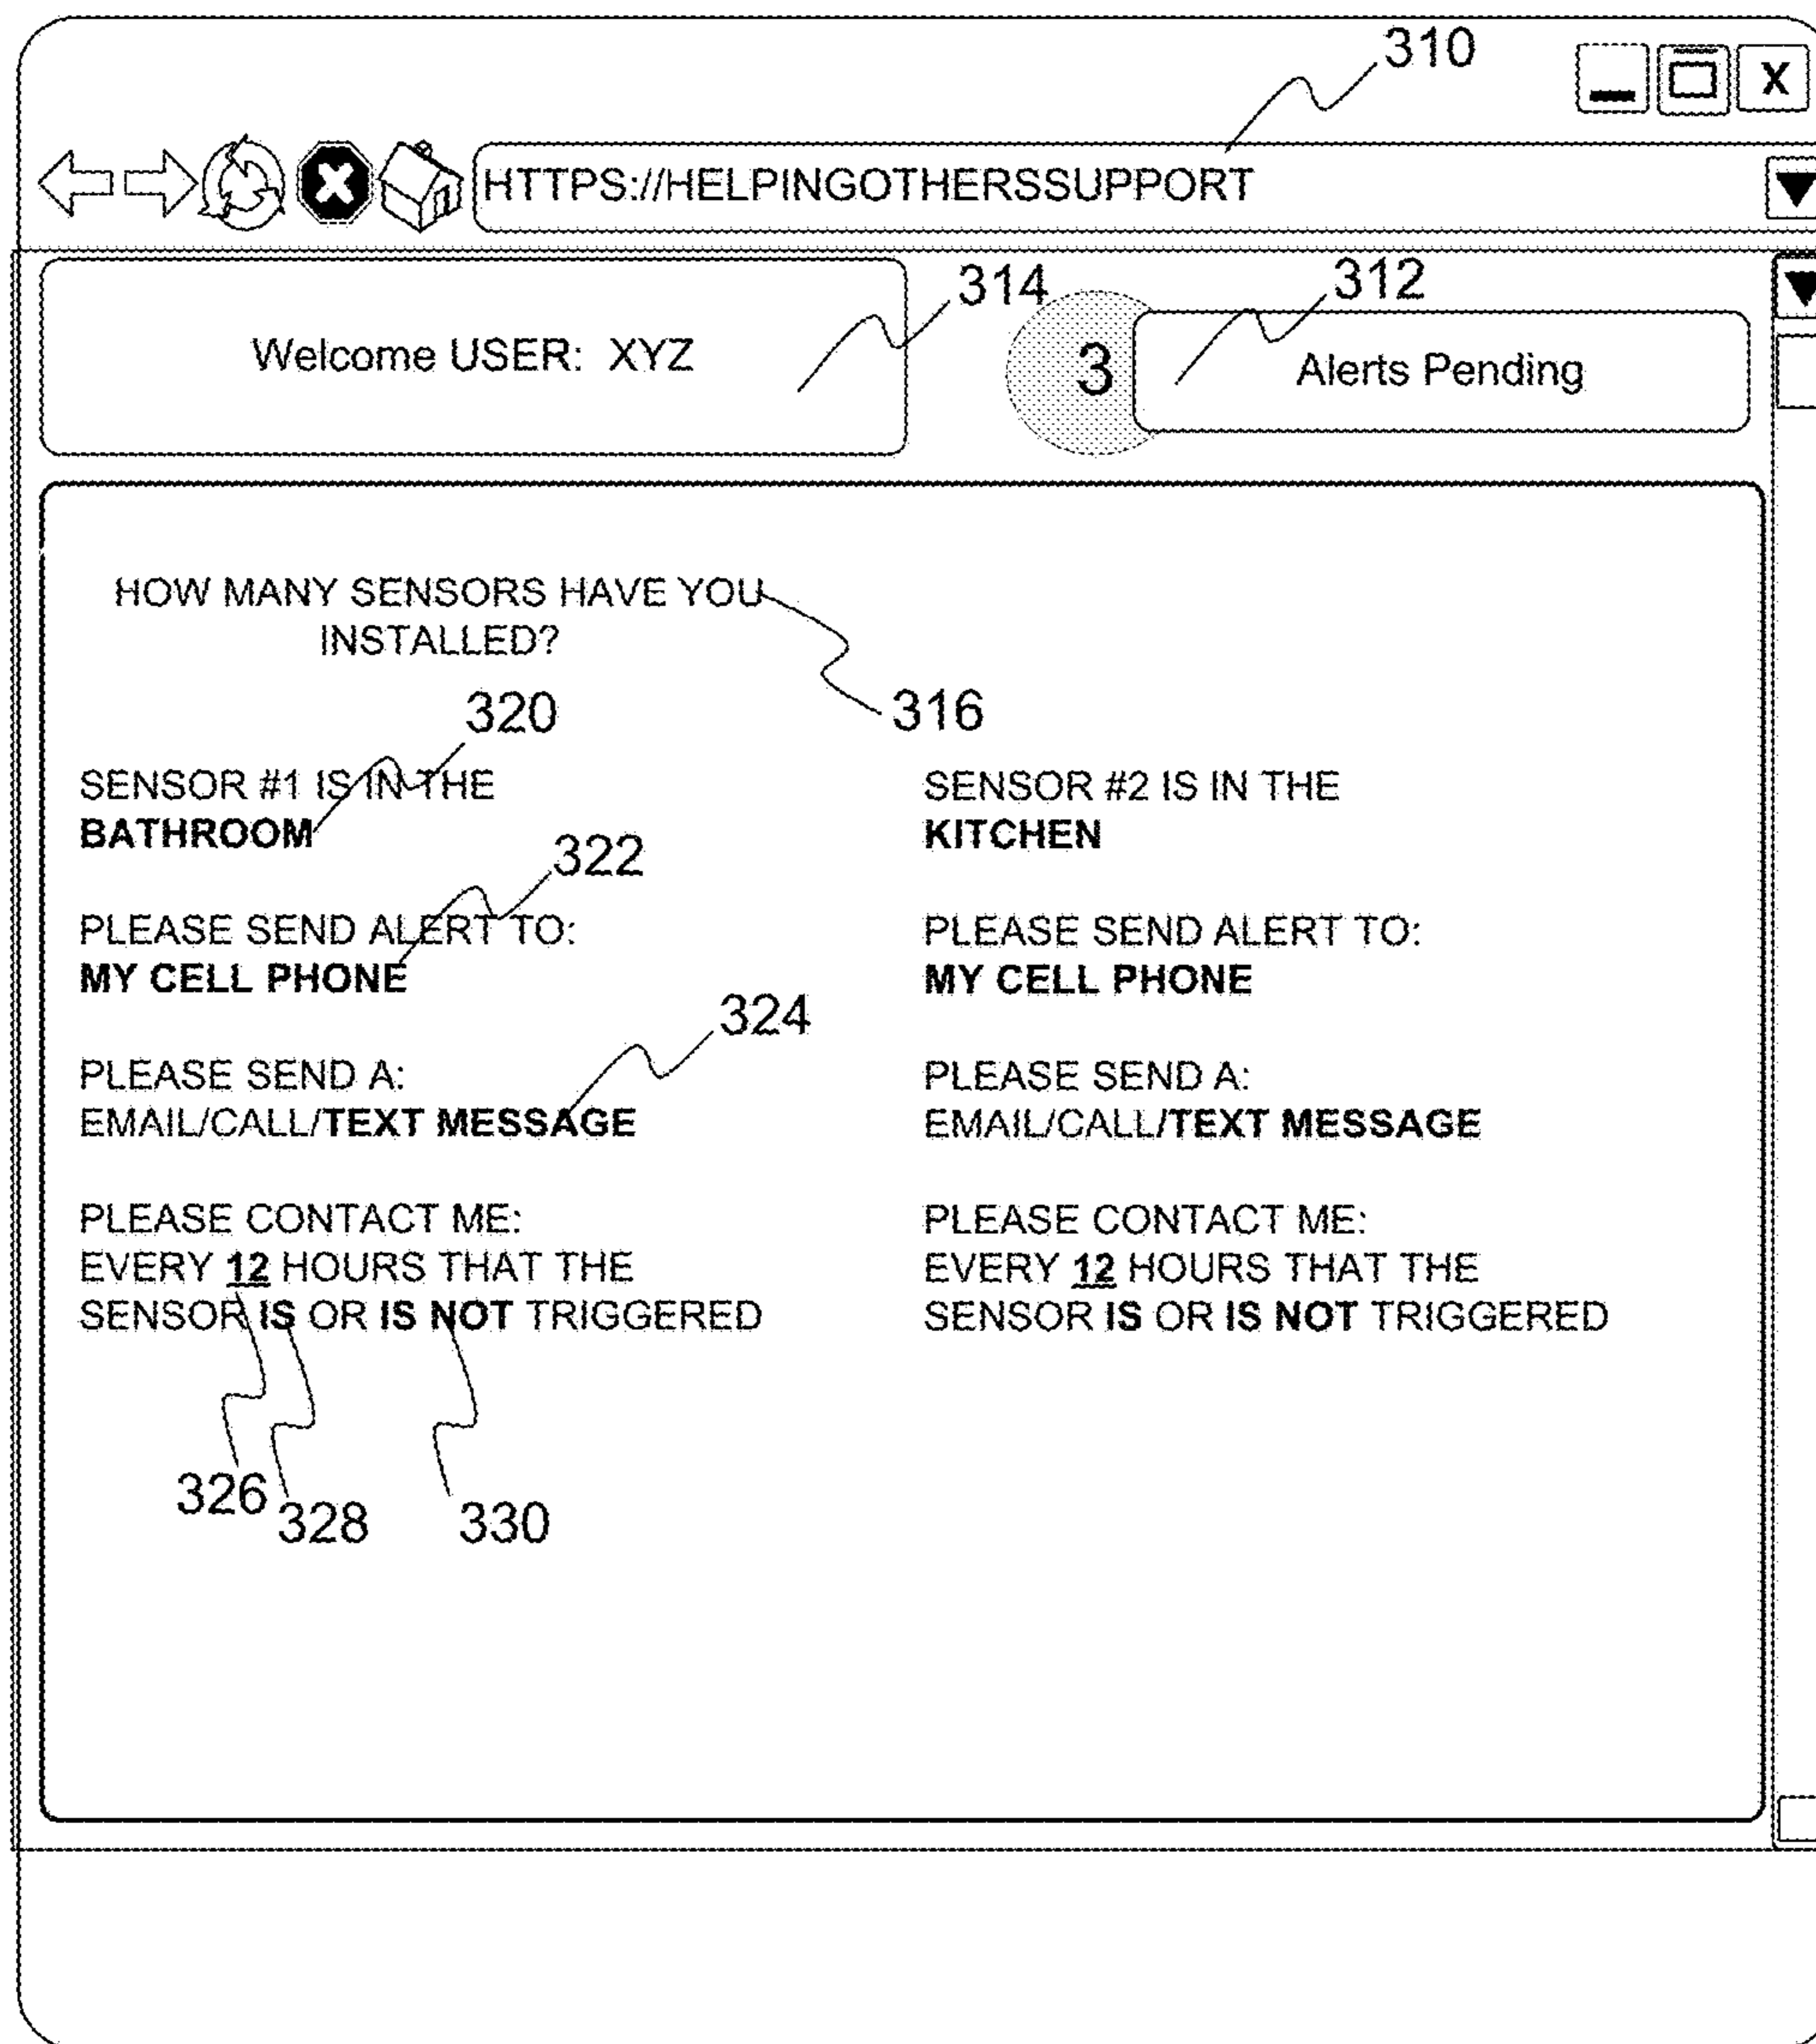 310
X
HTTPS://HELPINGOTHERSSUPPORT
314
312
Welcome USER: XYZ
3
Alerts Pending
HOW MANY SENSORS HAVE YOU
INSTALLED?
316
320
SENSOR #1 IS IN THE
BATHROOM
322
PLEASE SEND ALERT TO:
MY CELL PHONE
324
PLEASE SEND A:
EMAIL/CALL/TEXT MESSAGE
PLEASE CONTACT ME:
EVERY 12 HOURS THAT THE
SENSOR IS OR IS NOT TRIGGERED
326
328
330
SENSOR #2 IS IN THE
KITCHEN
PLEASE SEND ALERT TO:
MY CELL PHONE
PLEASE SEND A:
EMAIL/CALL/TEXT MESSAGE
PLEASE CONTACT ME:
EVERY 12 HOURS THAT THE
SENSOR IS OR IS NOT TRIGGERED